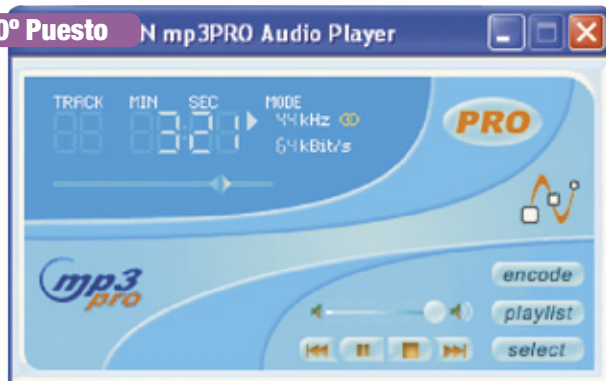 0º Puesto N mp3PRO Audio Player
TRACK MIN SEC MODE
3:21 44kHz
64kBit/s
PRO
mp3
pro
encode
playlist
select